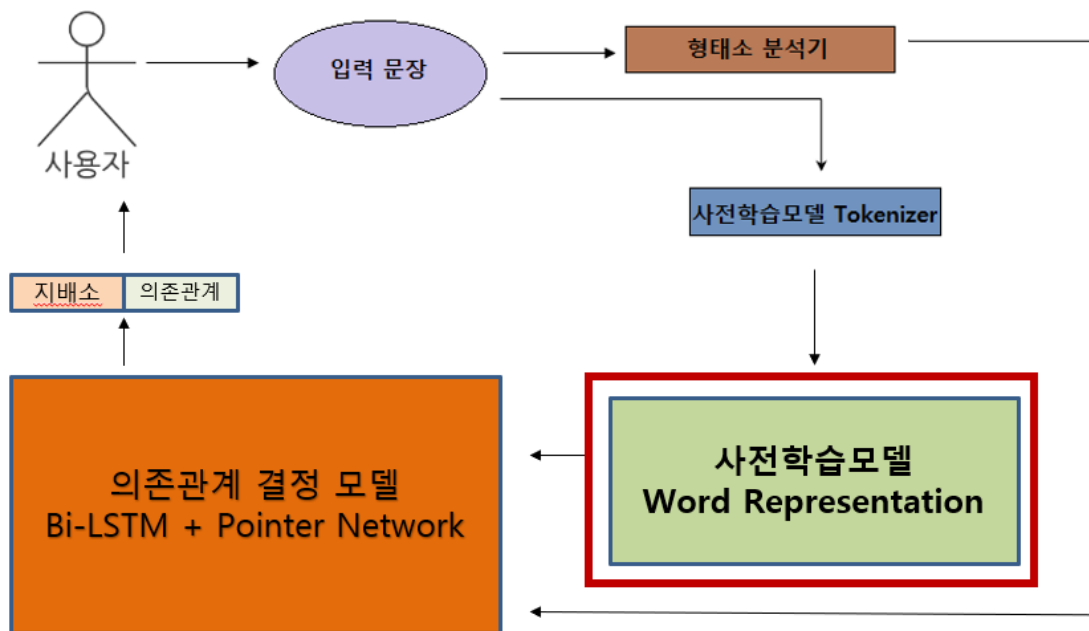 입력 문장
형태소 분석기
사용자
사전학습모델 Tokenizer
지배소
의존관계
사전학습모델
Word Representation
의존관계 결정 모델
Bi-LSTM + Pointer Network